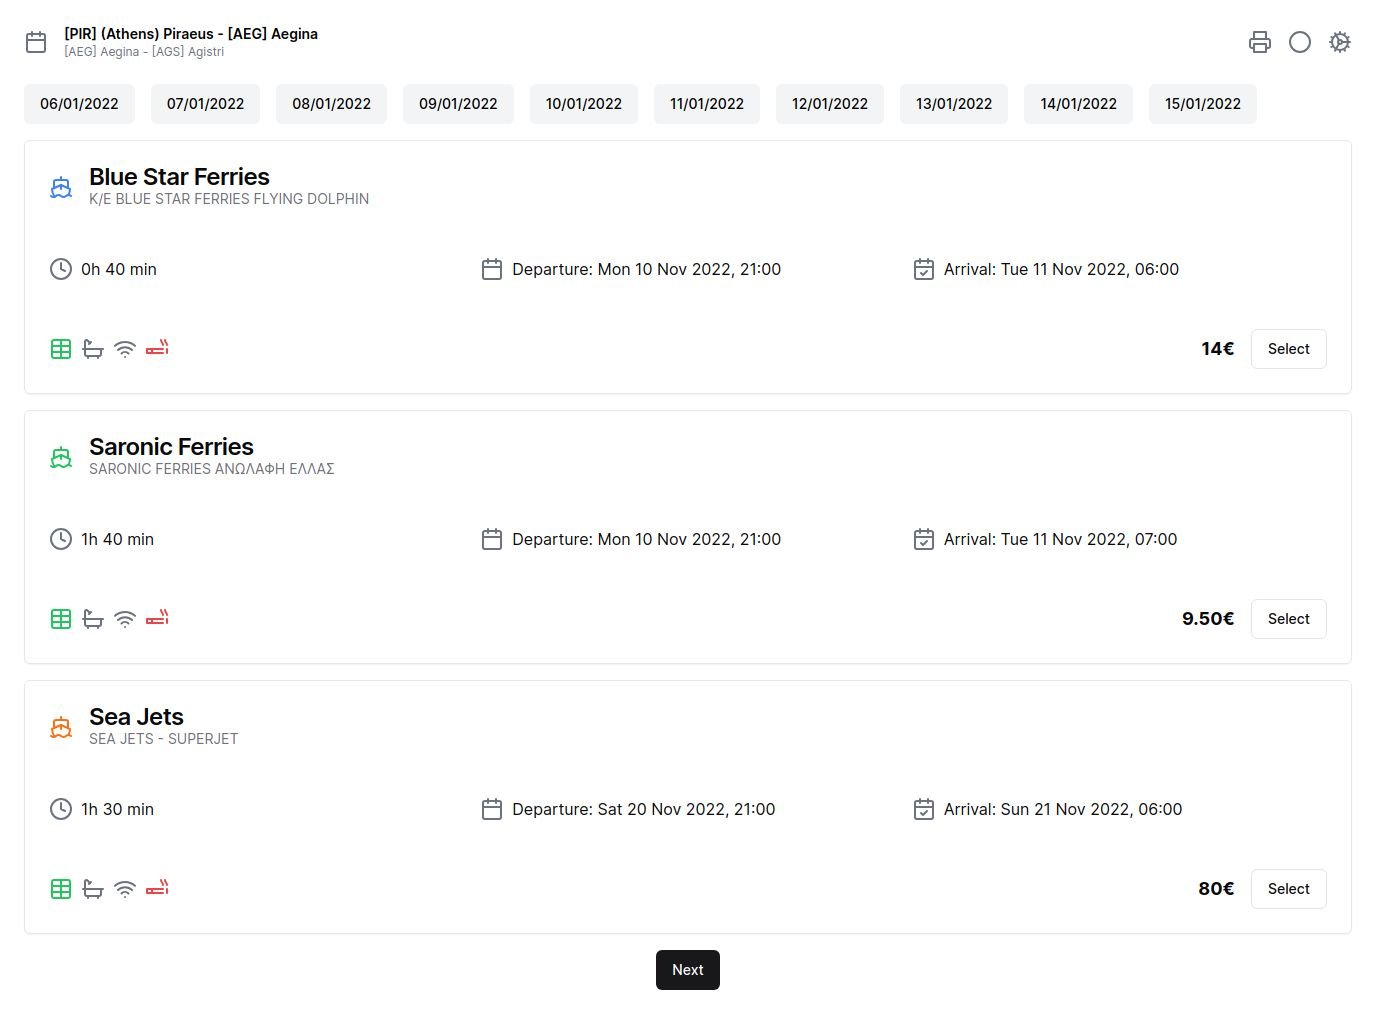 [PIR] (Athens) Piraeus - [AEG] Aegina
[AEG] Aegina - [AGS] Agistri
06/01/2022 07/01/2022 08/01/2022 09/01/2022 10/01/2022 11/01/2022 12/01/2022 13/01/2022 14/01/2022 15/01/2022
Blue Star Ferries
K/E BLUE STAR FERRIES FLYING DOLPHIN
0h 40 min Departure: Mon 10 Nov 2022, 21:00 Arrival: Tue 11 Nov 2022, 06:00
14€ Select
Saronic Ferries
SARONIC FERRIES ΑΝΩΛΑΦΗ ΕΛΛΑΣ
1h 40 min Departure: Mon 10 Nov 2022, 21:00 Arrival: Tue 11 Nov 2022, 07:00
9.50€ Select
Sea Jets
SEA JETS - SUPERJET
1h 30 min Departure: Sat 20 Nov 2022, 21:00 Arrival: Sun 21 Nov 2022, 06:00
80€ Select
Next